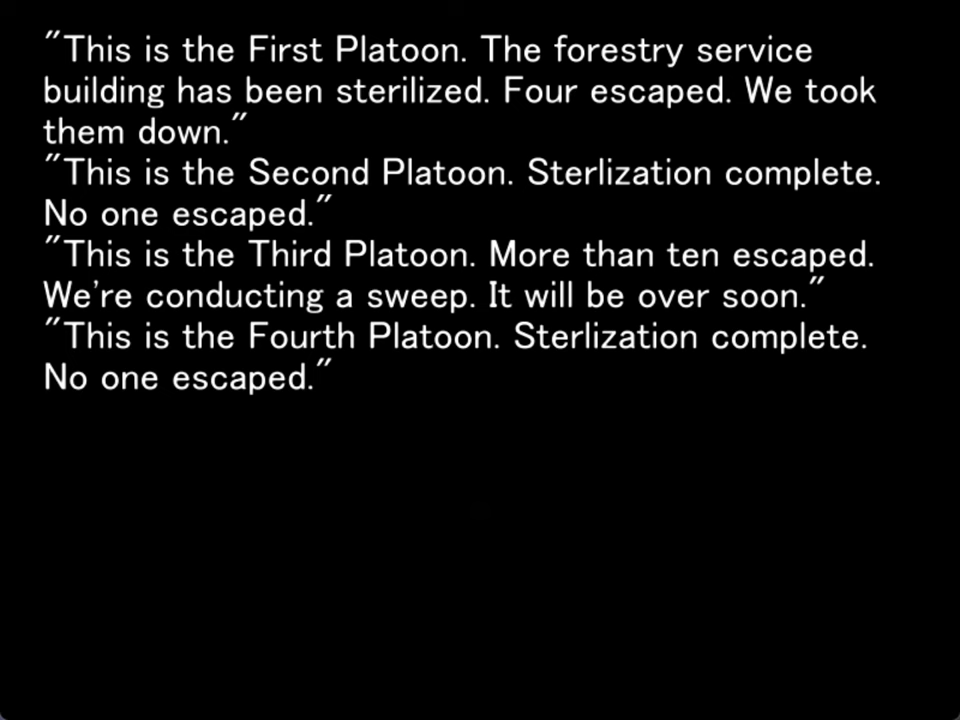 "This is the First Platoon. The forestry service
building has been sterilized. Four escaped. We took
them down."
"This is the Second Platoon. Sterlization complete.
No one escaped."
"This is the Third Platoon. More than ten escaped.
We're conducting a sweep. It will be over soon."
"This is the Fourth Platoon. Sterlization complete.
No one escaped."